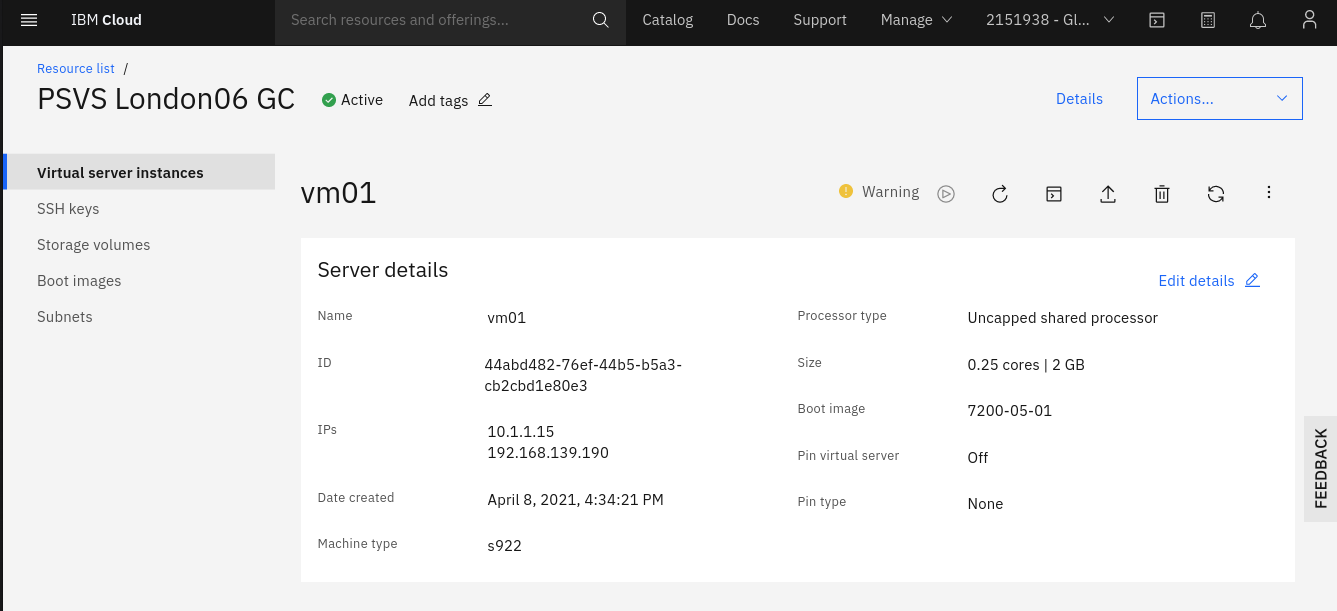 IBM Cloud Search resources and offerings... Catalog Docs Support Manage 2151938 - Gl...
Resource list /
PSVS London06 GC Active Add tags Details Actions...
Virtual server instances
SSH keys
Storage volumes
Boot images
Subnets
vm01 Warning
Server details
Edit details
Name vm01
ID 44abd482-76ef-44b5-b5a3-
cb2cbd1e80e3
IPs 10.1.1.15
192.168.139.190
Date created April 8, 2021, 4:34:21 PM
Machine type s922
Processor type Uncapped shared processor
Size 0.25 cores | 2 GB
Boot image 7200-05-01
Pin virtual server Off
Pin type None
FEEDBACK